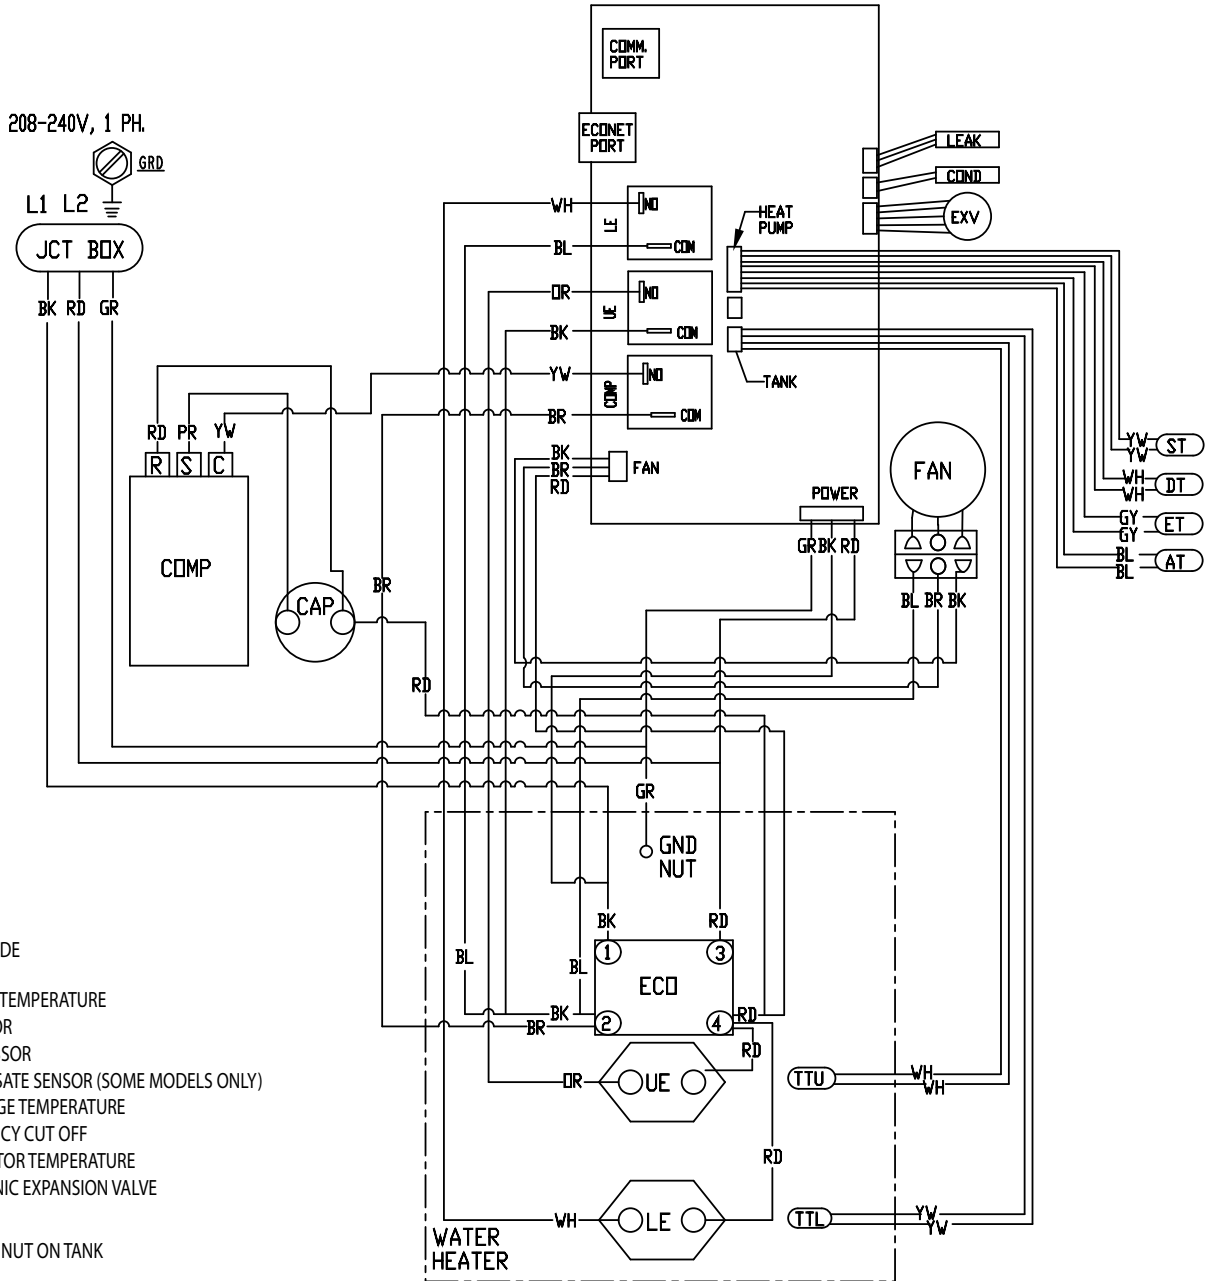 COMM.
PORT
208-240V, 1 PH.
ECONET
PORT
GRD
LEAK
COND
EXV
L1 L2
JCT BOX
BK RD GR
WH
BL
LE
NO
COM
HEAT
PUMP
OR
BK
UE
NO
COM
TANK
YW
BR
COMP
NO
COM
BK
BR
RD
FAN
RD PR YW
R S C
COMP
CAP
BR
POWER
GR BK RD
FAN
BL BR BK
YW
YW
ST
WH
WH
DT
GY
GY
ET
BL
BL
AT
RD
GR
GND
NUT
BK
RD
BL
BL
1
3
ECO
BK
BR
2
4
RD
RD
OR
UE
TTU
WH
WH
RD
WH
LE
TTL
YW
YW
WATER
HEATER
DE
TEMPERATURE
OR
SOR
SATE SENSOR (SOME MODELS ONLY)
GE TEMPERATURE
CY CUT OFF
TOR TEMPERATURE
NIC EXPANSION VALVE
NUT ON TANK